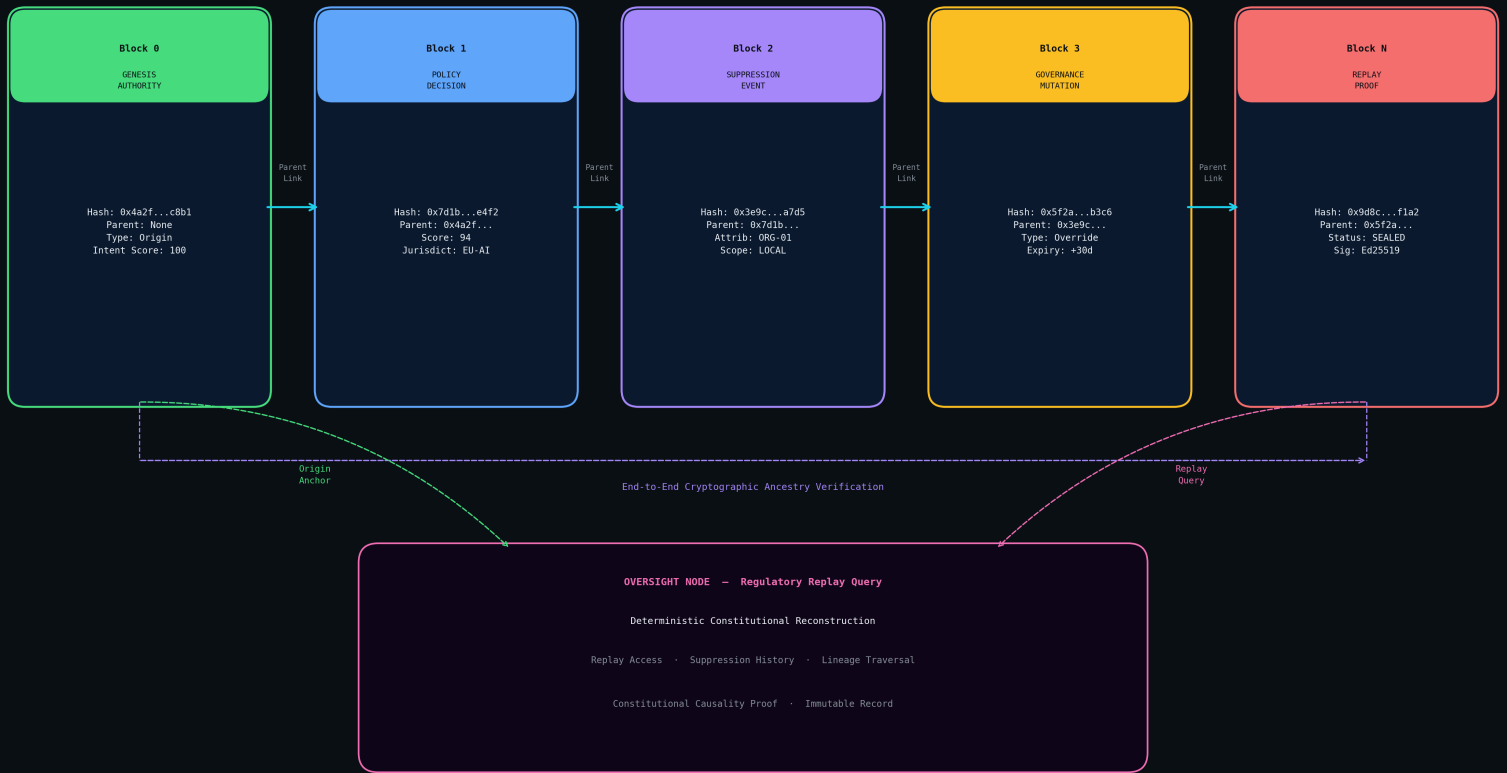 Block 0
GENESIS
AUTHORITY
Hash: 0x4a2f...c8b1
Parent: None
Type: Origin
Intent Score: 100
Parent
Link
Block 1
POLICY
DECISION
Hash: 0x7d1b...e4f2
Parent: 0x4a2f...
Score: 94
Jurisdict: EU-AI
Parent
Link
Block 2
SUPPRESSION
EVENT
Hash: 0x3e9c...a7d5
Parent: 0x7d1b...
Attrib: ORG-01
Scope: LOCAL
Parent
Link
Block 3
GOVERNANCE
MUTATION
Hash: 0x5f2a...b3c6
Parent: 0x3e9c...
Type: Override
Expiry: +30d
Parent
Link
Block N
REPLAY
PROOF
Hash: 0x9d8c...f1a2
Parent: 0x5f2a...
Status: SEALED
Sig: Ed25519
Origin
Anchor
End-to-End Cryptographic Ancestry Verification
Replay
Query
OVERSIGHT NODE — Regulatory Replay Query
Deterministic Constitutional Reconstruction
Replay Access · Suppression History · Lineage Traversal
Constitutional Causality Proof · Immutable Record